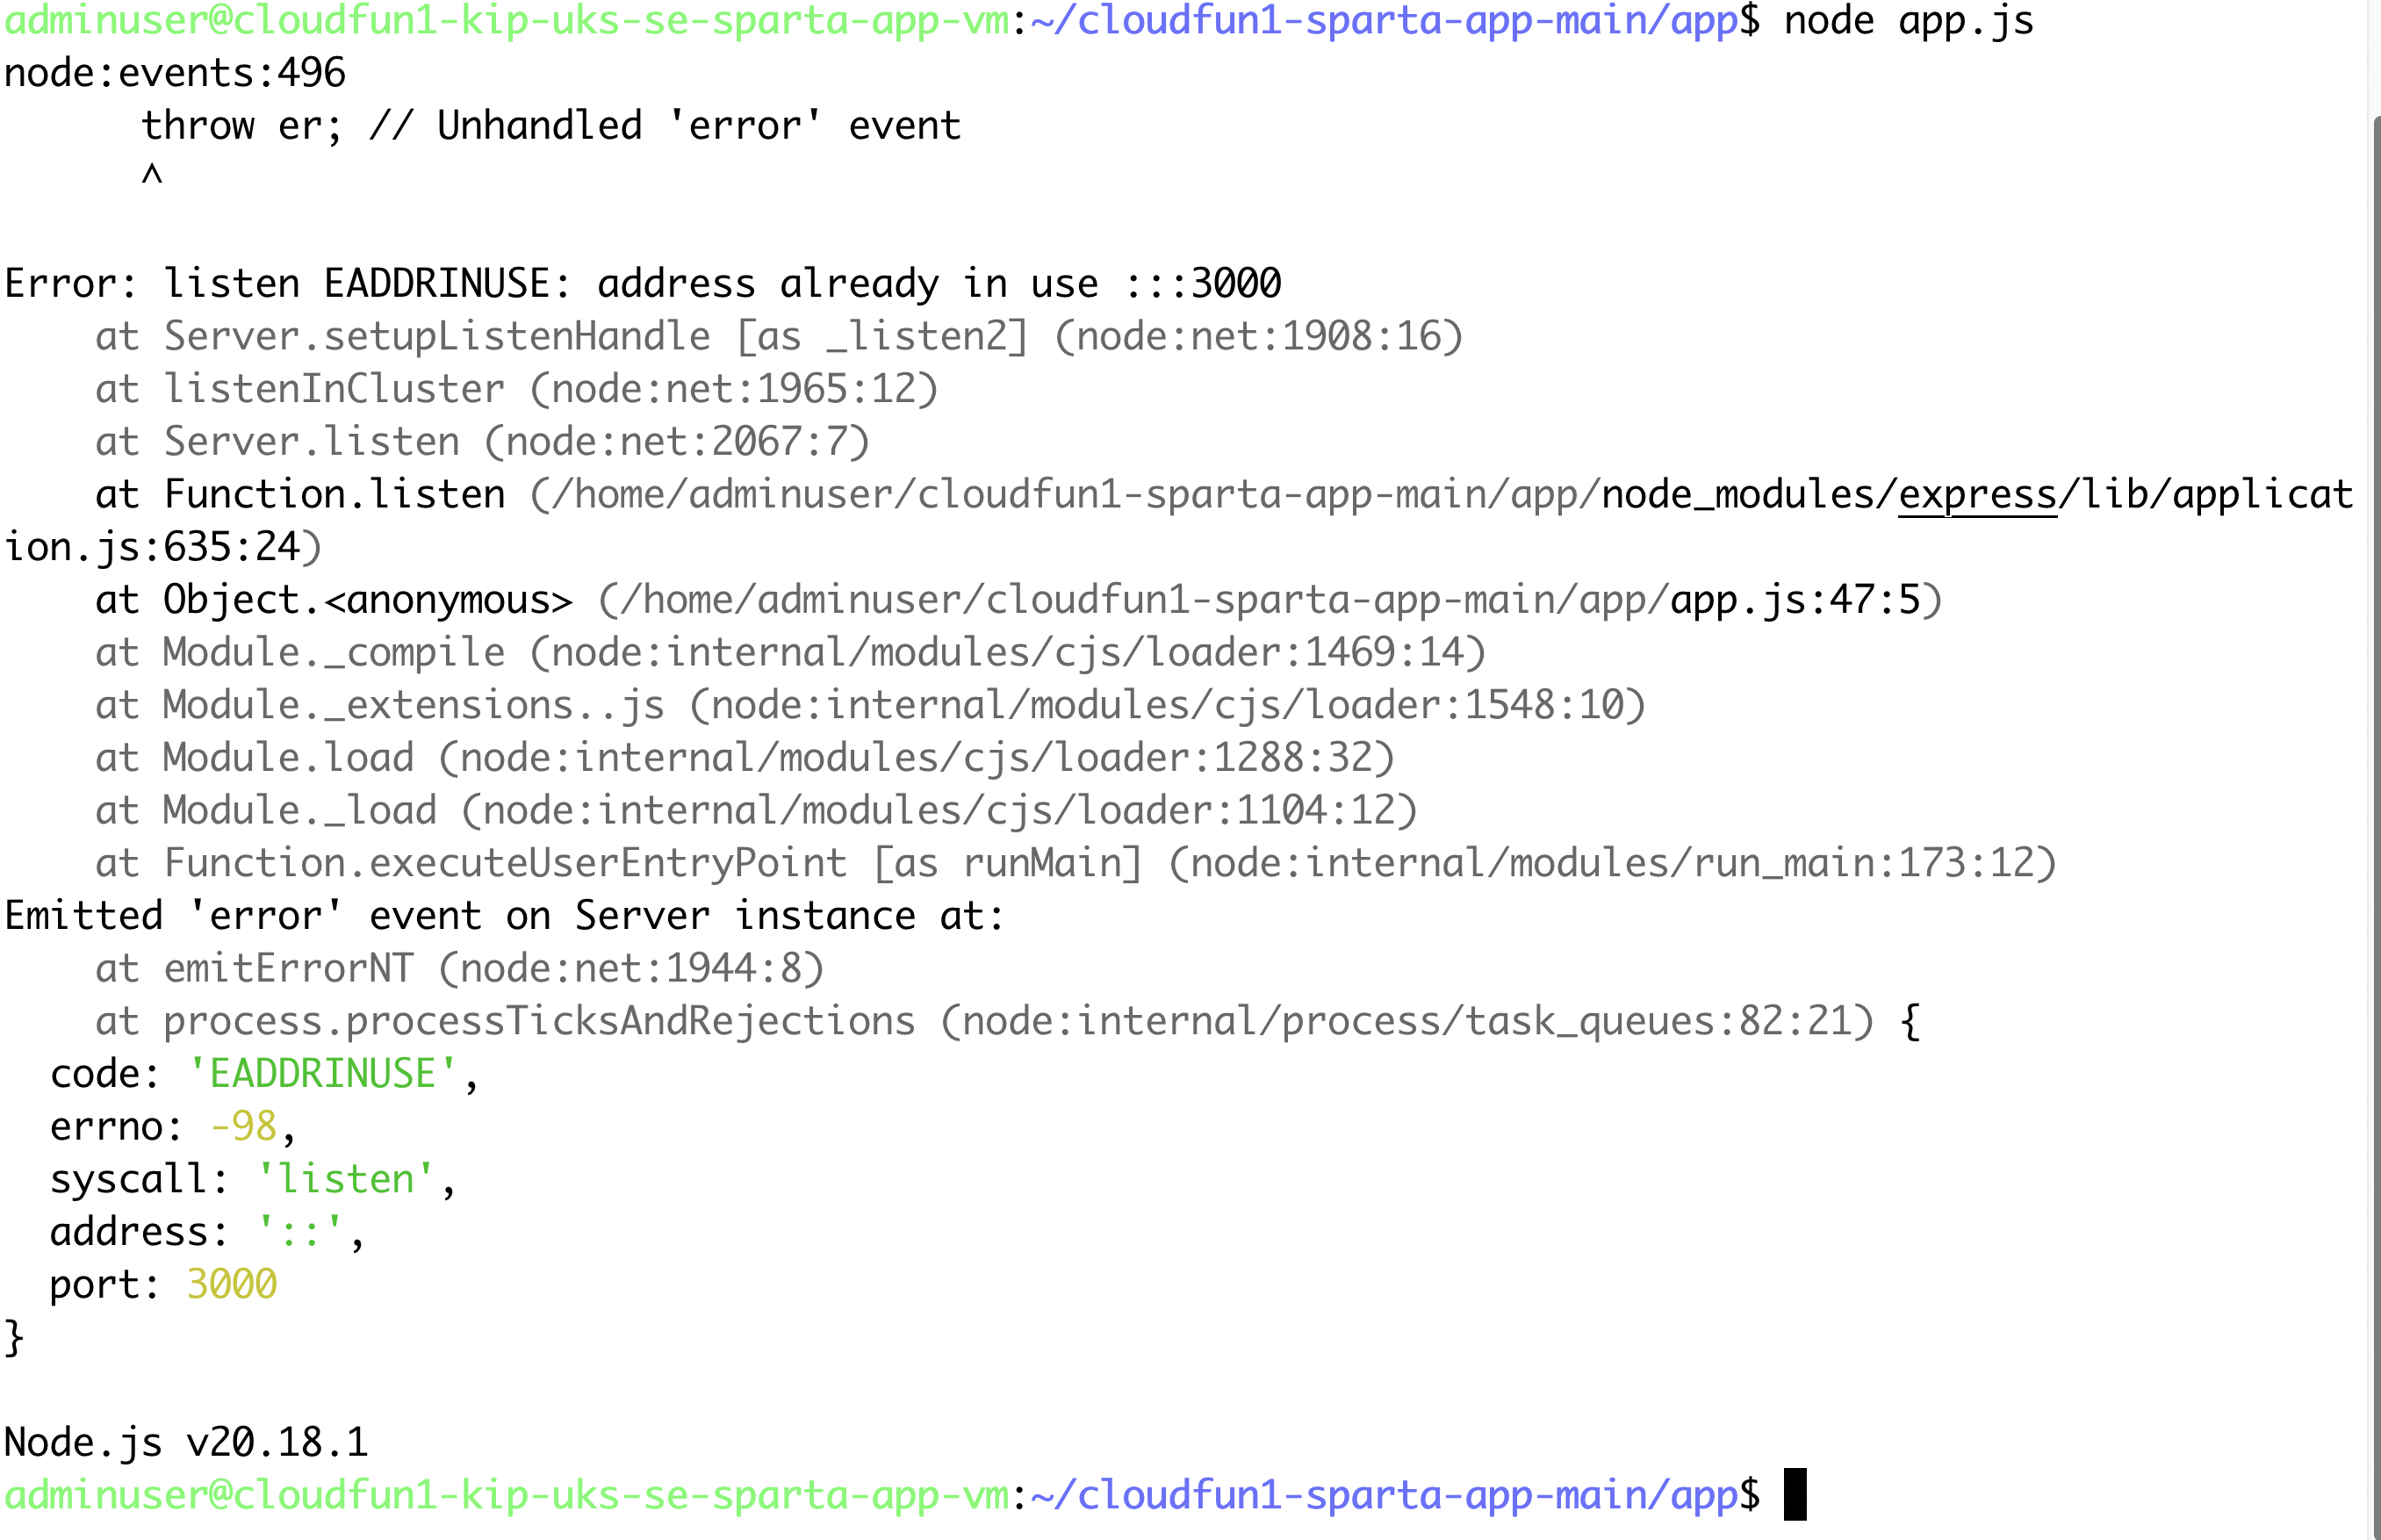 adminuser@cloudfun1-kip-uks-se-sparta-app-vm:~/cloudfun1-sparta-app-main/app$ node app.js
node:events:496
      throw er; // Unhandled 'error' event
      ^

Error: listen EADDRINUSE: address already in use :::3000
    at Server.setupListenHandle [as _listen2] (node:net:1908:16)
    at listenInCluster (node:net:1965:12)
    at Server.listen (node:net:2067:7)
    at Function.listen (/home/adminuser/cloudfun1-sparta-app-main/app/node_modules/express/lib/applicat
ion.js:635:24)
    at Object.<anonymous> (/home/adminuser/cloudfun1-sparta-app-main/app/app.js:47:5)
    at Module._compile (node:internal/modules/cjs/loader:1469:14)
    at Module._extensions..js (node:internal/modules/cjs/loader:1548:10)
    at Module.load (node:internal/modules/cjs/loader:1288:32)
    at Module._load (node:internal/modules/cjs/loader:1104:12)
    at Function.executeUserEntryPoint [as runMain] (node:internal/modules/run_main:173:12)
Emitted 'error' event on Server instance at:
    at emitErrorNT (node:net:1944:8)
    at process.processTicksAndRejections (node:internal/process/task_queues:82:21) {
  code: 'EADDRINUSE',
  errno: -98,
  syscall: 'listen',
  address: '::',
  port: 3000
}

Node.js v20.18.1
adminuser@cloudfun1-kip-uks-se-sparta-app-vm:~/cloudfun1-sparta-app-main/app$